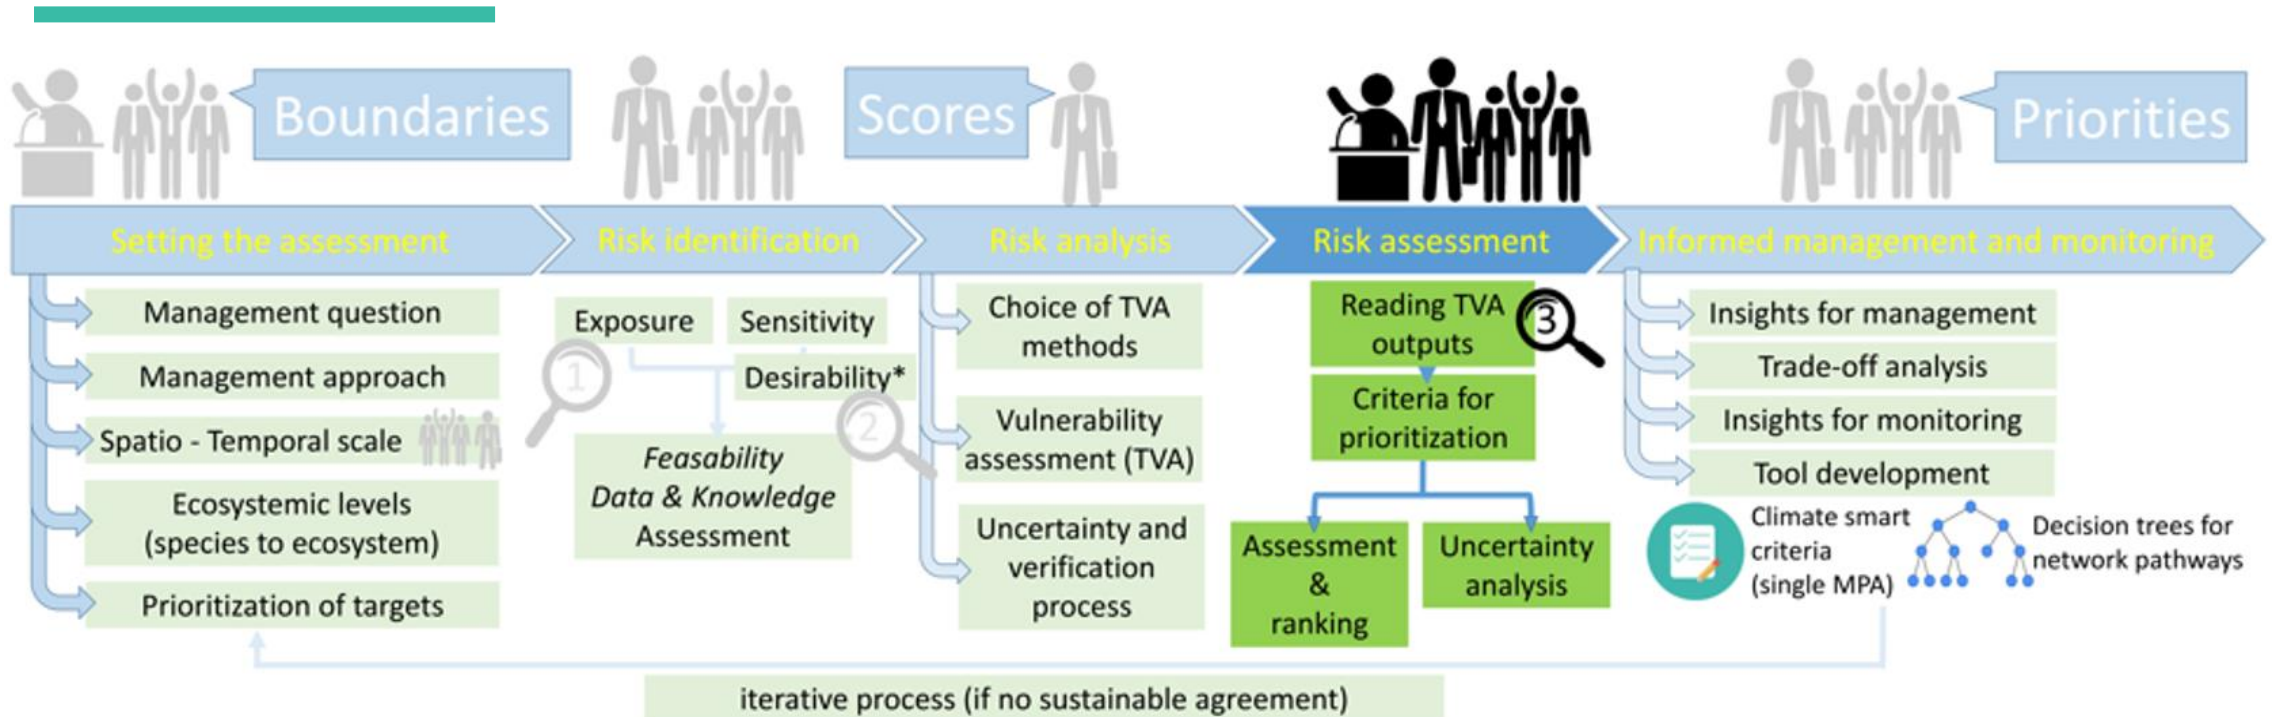 Boundaries
Scores
Priorities
Setting the assessment
Risk identification
Risk analysis
Risk assessment
Informed management and monitoring
Management question
Management approach
Spatio - Temporal scale
Ecosystemic levels
(species to ecosystem)
Prioritization of targets
Exposure
Sensitivity
Desirability*
1
2
Feasability
Data & Knowledge
Assessment
Choice of TVA
methods
Vulnerability
assessment (TVA)
Uncertainty and
verification
process
Reading TVA
outputs
3
Criteria for
prioritization
Assessment
&
ranking
Uncertainty
analysis
Insights for management
Trade-off analysis
Insights for monitoring
Tool development
Climate smart
criteria
(single MPA)
Decision trees for
network pathways
iterative process (if no sustainable agreement)